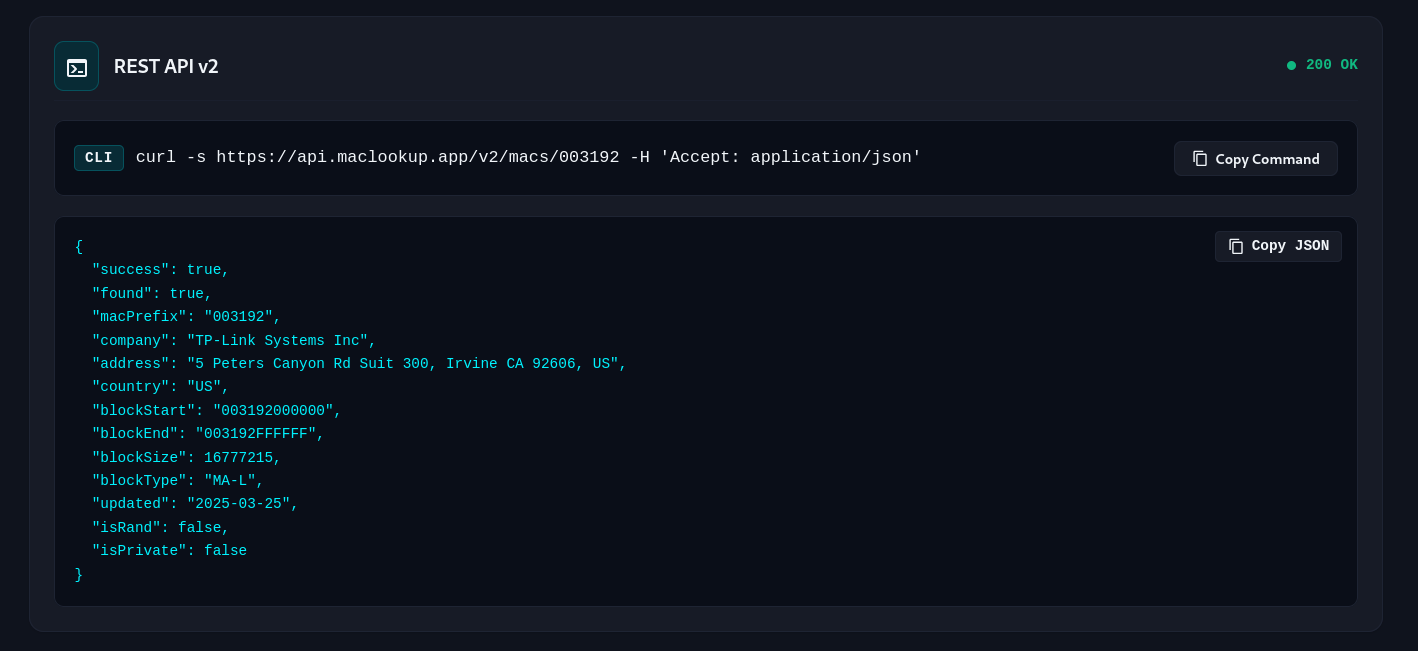 REST API v2
200 OK
CLI curl -s https://api.maclookup.app/v2/macs/003192 -H 'Accept: application/json'
Copy Command
Copy JSON
{
  "success": true,
  "found": true,
  "macPrefix": "003192",
  "company": "TP-Link Systems Inc",
  "address": "5 Peters Canyon Rd Suit 300, Irvine CA 92606, US",
  "country": "US",
  "blockStart": "003192000000",
  "blockEnd": "003192FFFFFF",
  "blockSize": 16777215,
  "blockType": "MA-L",
  "updated": "2025-03-25",
  "isRand": false,
  "isPrivate": false
}